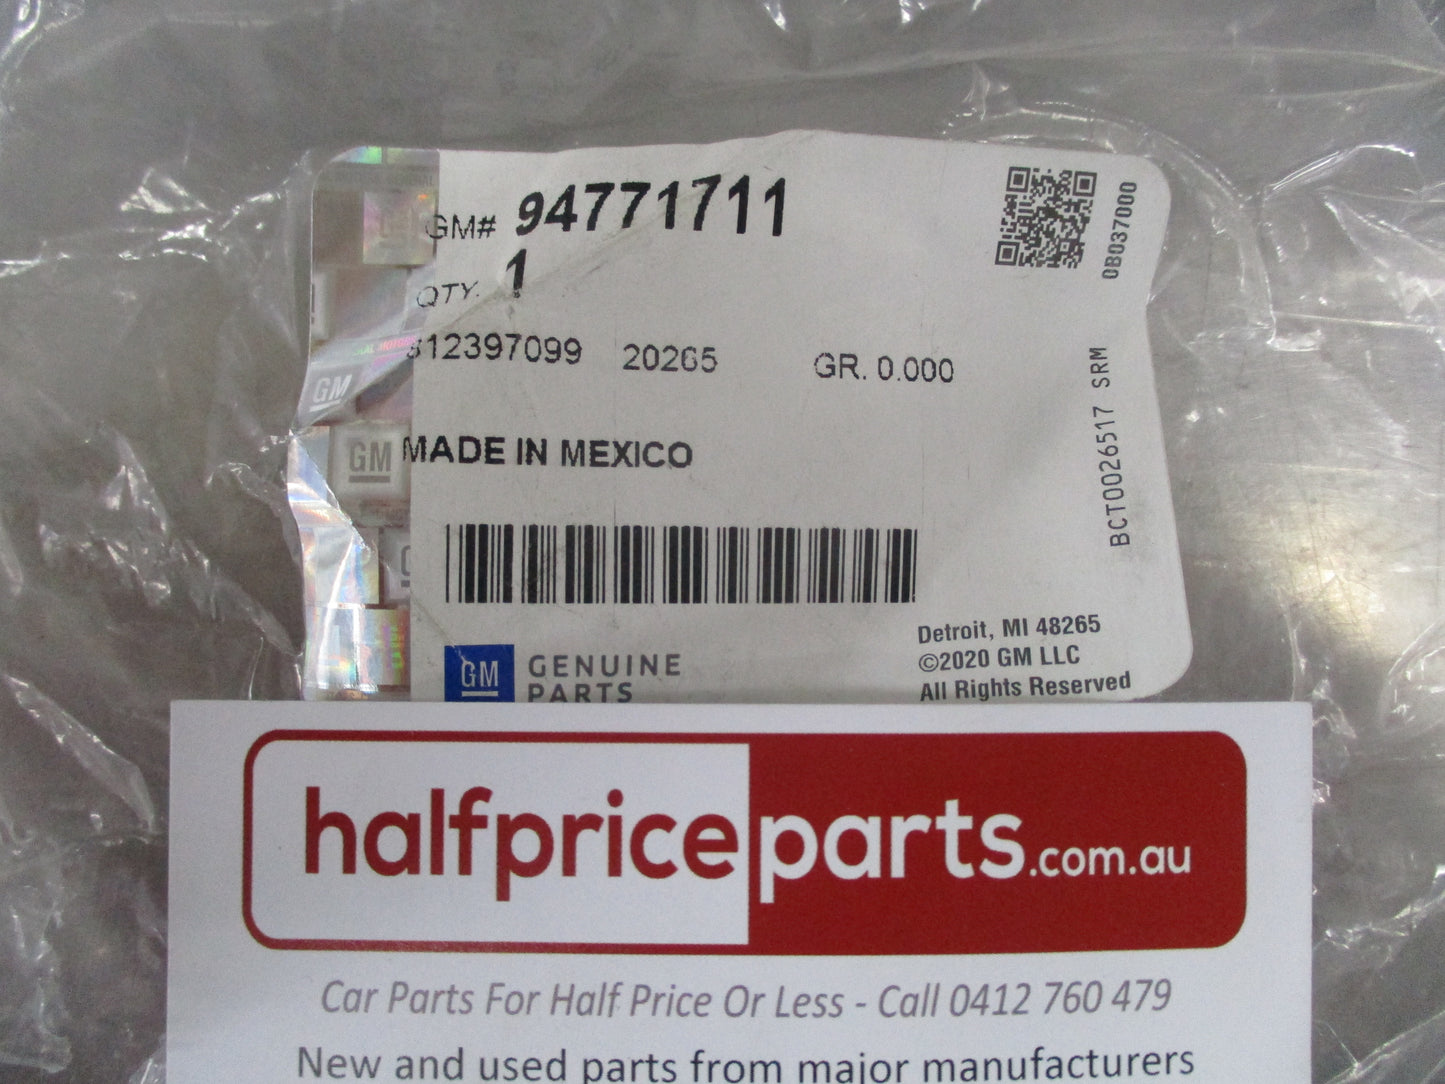 GM# 94771711
QTY. 1
12397099 20265 GR. 0.000
MADE IN MEXICO
0B037000
BCT0026517 SRM
GM
GM
GM GENUINE
PARTS
Detroit, MI 48265
©2020 GM LLC
All Rights Reserved
halfpriceparts.com.au
Car Parts For Half Price Or Less - Call 0412 760 479
New and used parts from major manufacturers